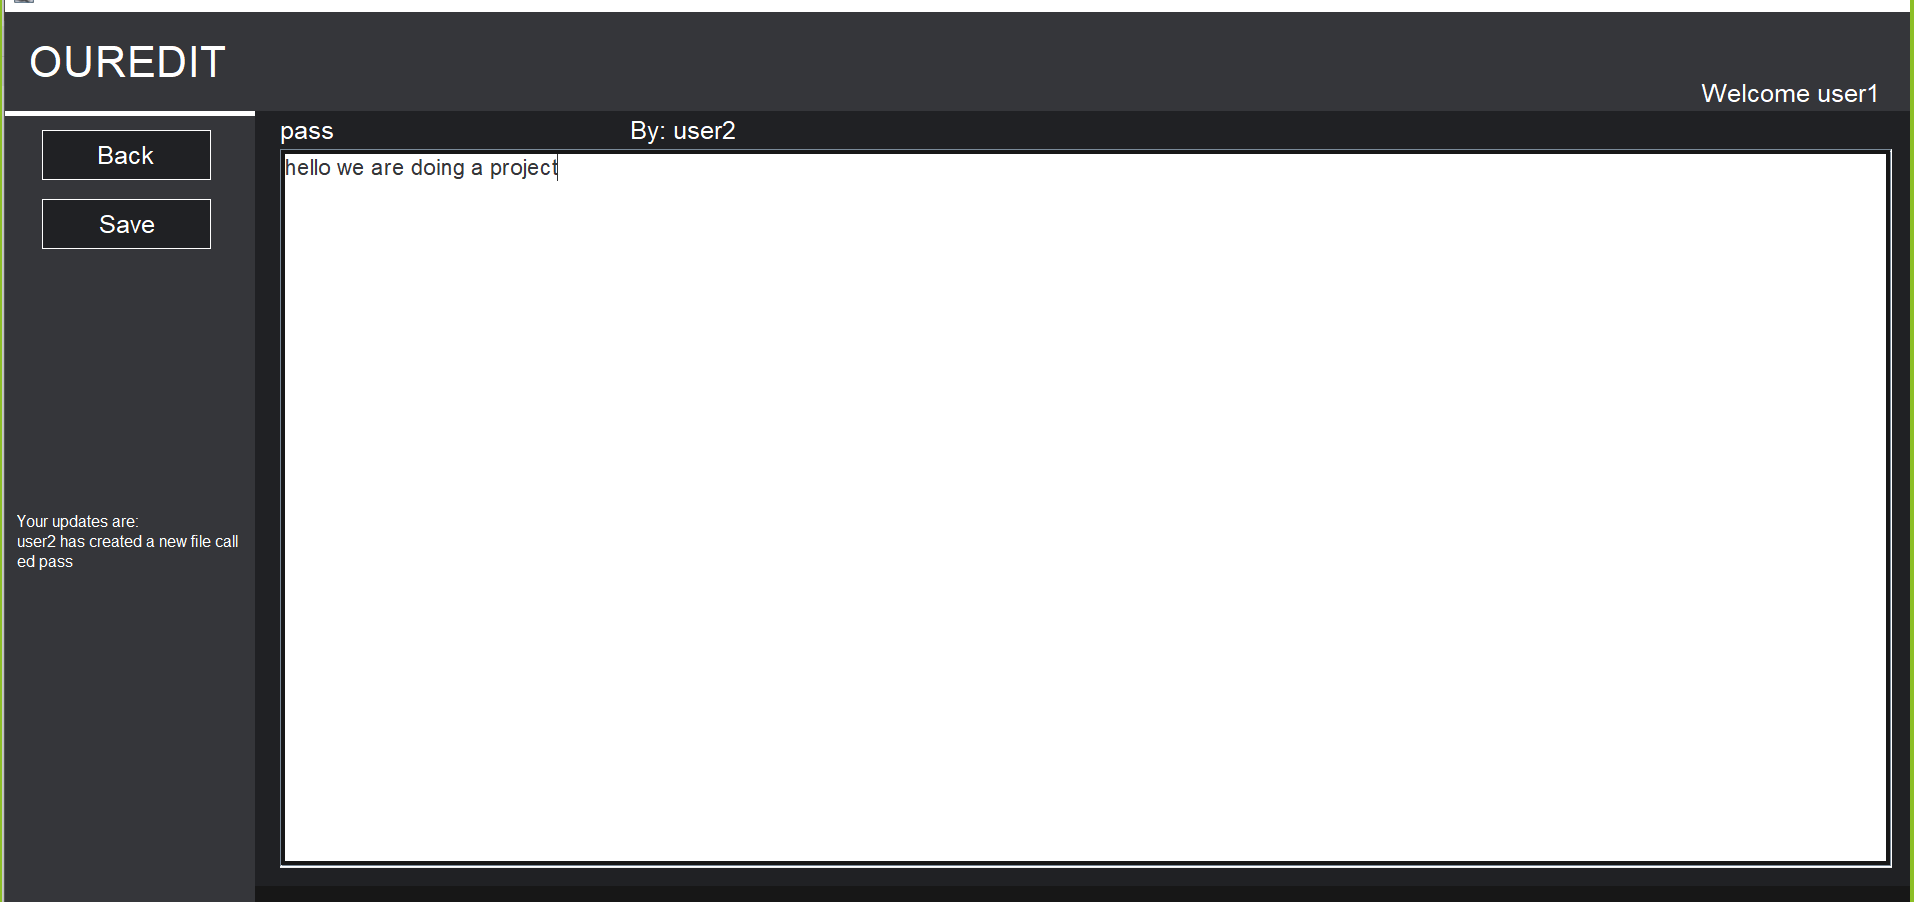 OUREDIT
Welcome user1
Back
Save
pass
By: user2
hello we are doing a project
Your updates are:
user2 has created a new file call
ed pass